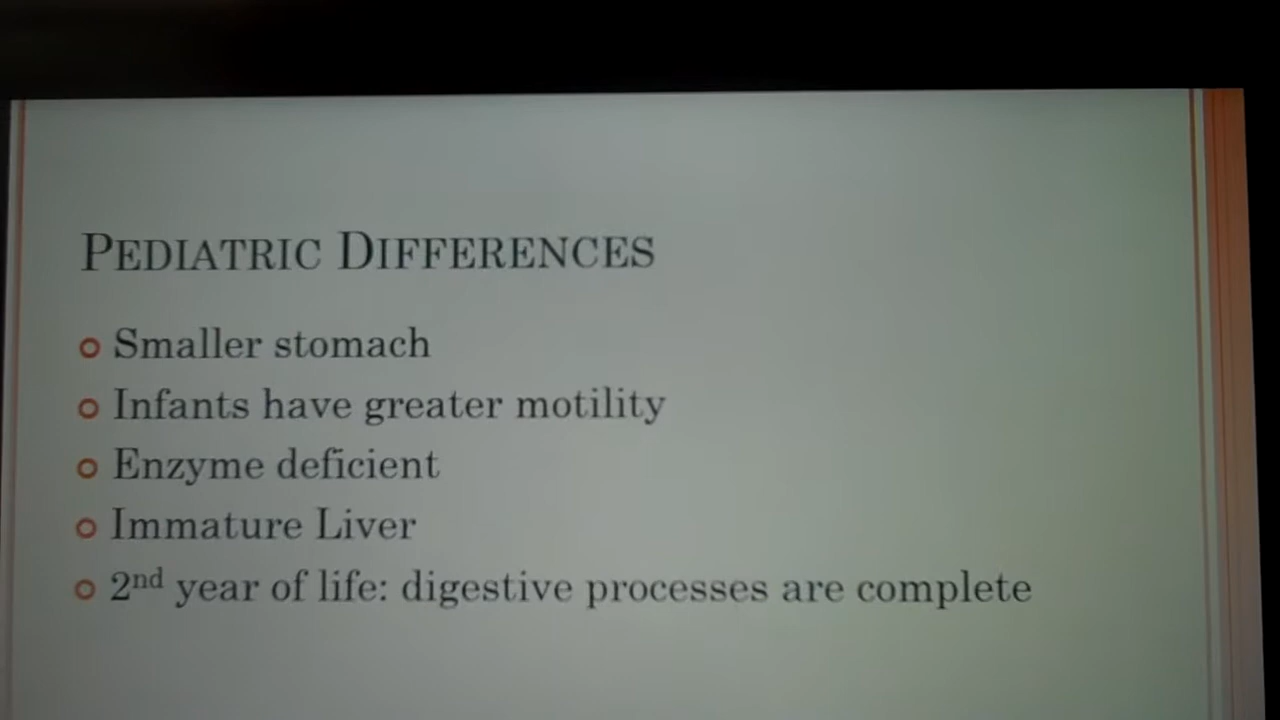 PEDIATRIC DIFFERENCES
Smaller stomach
Infants have greater motility
Enzyme deficient
Immature Liver
2nd year of life: digestive processes are complete